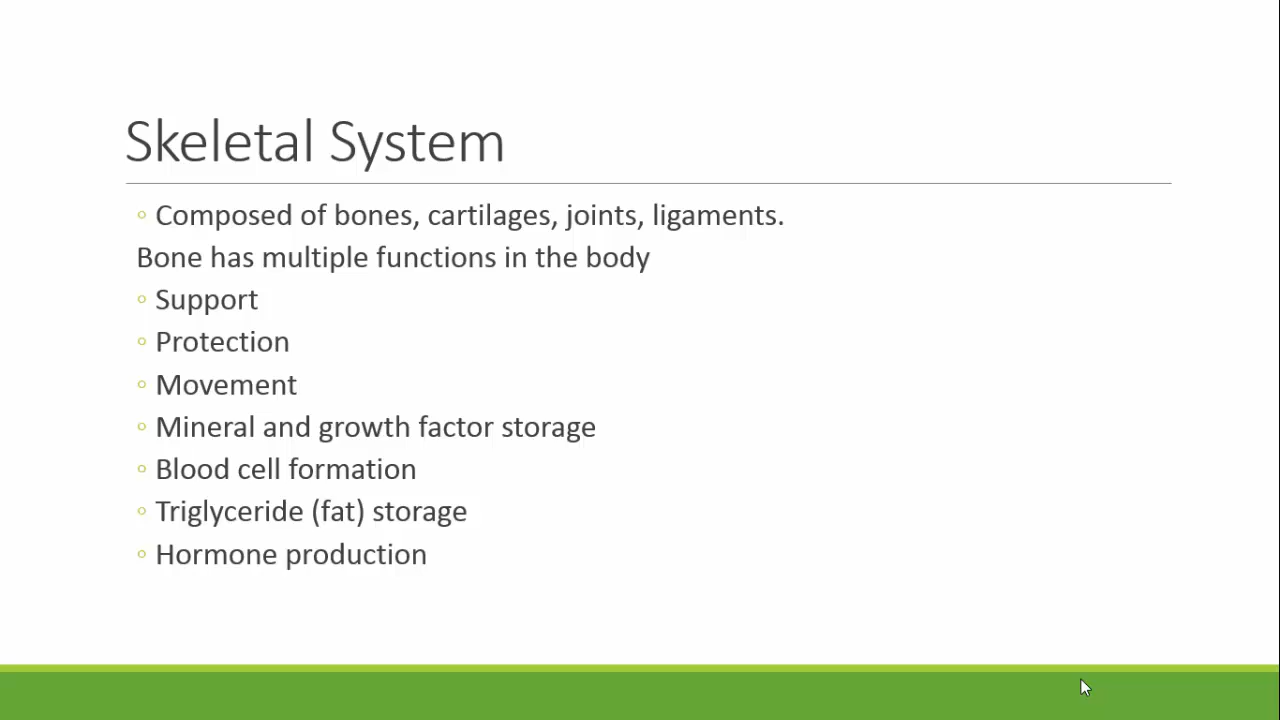 Skeletal System
◦ Composed of bones, cartilages, joints, ligaments.
Bone has multiple functions in the body
◦ Support
◦ Protection
◦ Movement
◦ Mineral and growth factor storage
◦ Blood cell formation
◦ Triglyceride (fat) storage
◦ Hormone production